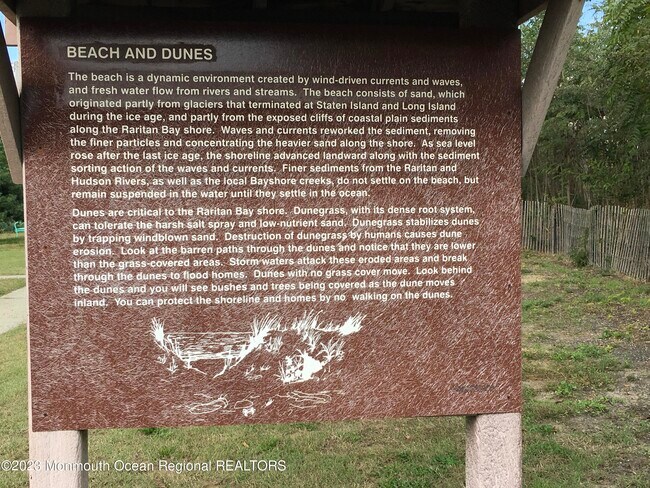 BEACH AND DUNES
The beach is a dynamic environment created by wind-driven currents and waves,
and fresh water flow from rivers and streams. The beach consists of sand, which
originated partly from glaciers that terminated at Staten Island and Long Island
during the ice age, and partly from the exposed cliffs of coastal plain sediments
along the Raritan Bay shore. Waves and currents reworked the sediment, removing
the finer particles and concentrating the heavier sand along the shore. As sea level
rose after the last ice age, the shoreline advanced landward along with the sediment
sorting action of the waves and currents. Finer sediments from the Raritan and
Hudson Rivers, as well as the local Bayshore creeks, do not settle on the beach, but
remain suspended in the water until they settle in the ocean.
Dunes are critical to the Raritan Bay shore. Dunegrass, with its dense root system,
can tolerate the harsh salt spray and low-nutrient sand. Dunegrass stabilizes dunes
by trapping windblown sand. Destruction of dunegrass by humans causes dune
erosion. Look at the barren paths through the dunes and notice that they are lower
than the grass-covered areas. Storm waters attack these eroded areas and break
through the dunes to flood homes. Dunes with no grass cover move. Look behind
the dunes and you will see bushes and trees being covered as the dune moves
inland. You can protect the shoreline and homes by no walking on the dunes.
©2023 Monmouth Ocean Regional REALTORS